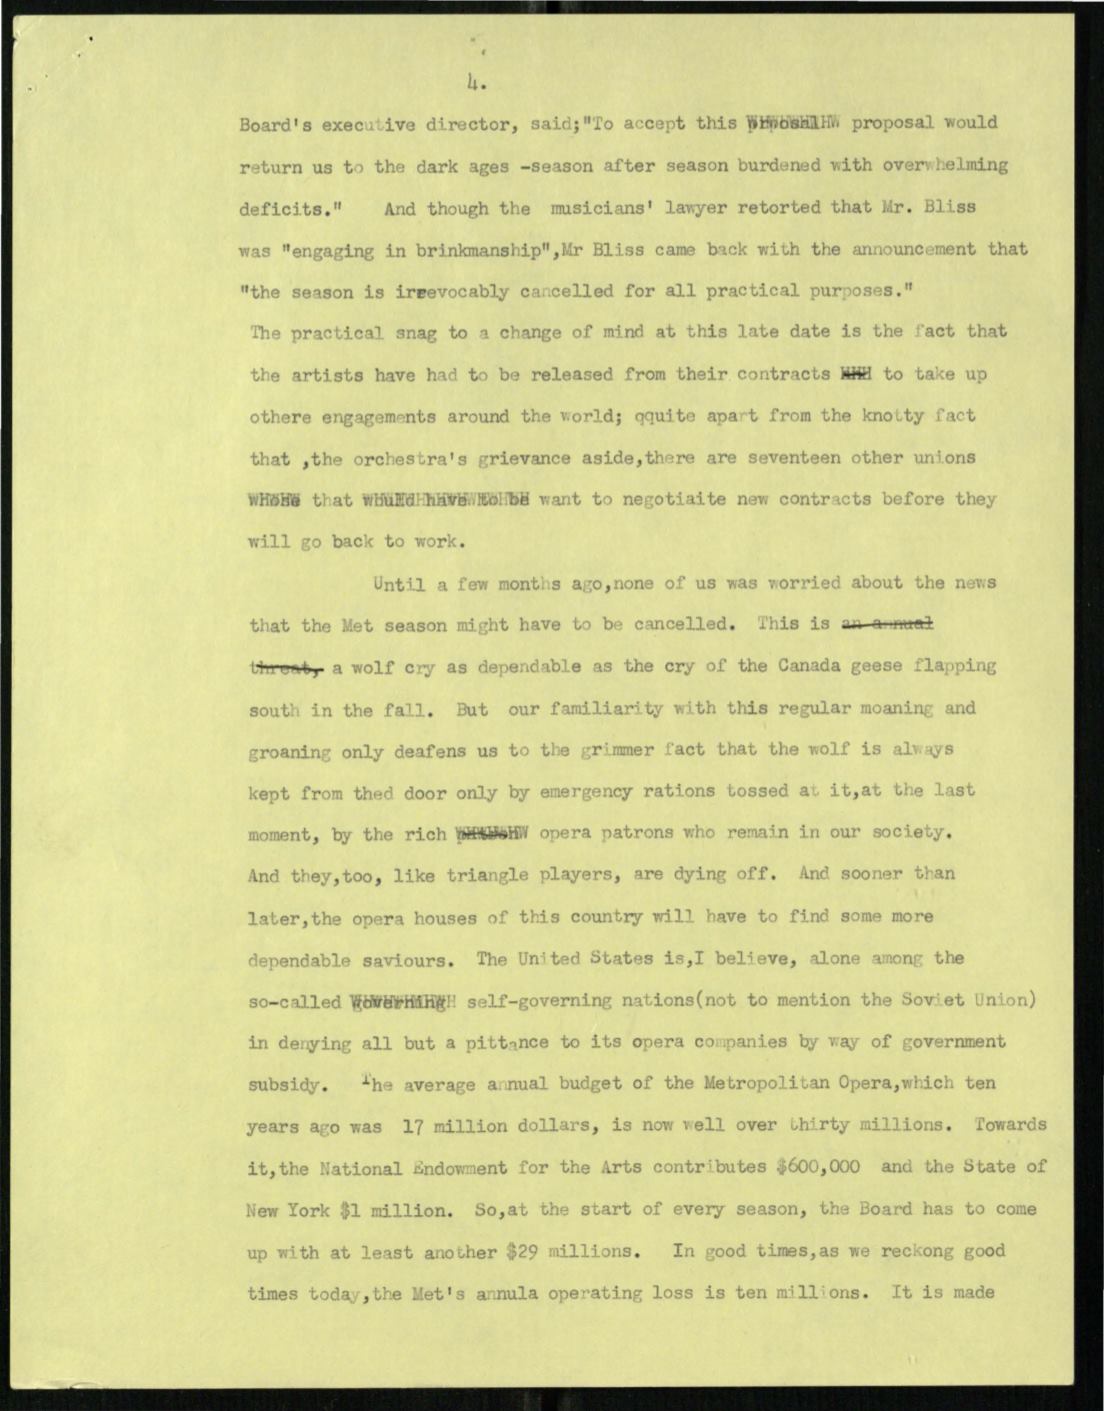 4.
Board's executive director, said;"To accept this proposal would
return us to the dark ages -season after season burdened with overwhelming
deficits."   And though the musicians' lawyer retorted that Mr. Bliss
was "engaging in brinkmanship",Mr Bliss came back with the announcement that
"the season is irrevocably cancelled for all practical purposes."
The practical snag to a change of mind at this late date is the fact that
the artists have had to be released from their contracts to take up
othere engagements around the world; qquite apart from the knotty fact
that ,the orchestra's grievance aside,there are seventeen other unions
whose that would have to be want to negotiaite new contracts before they
will go back to work.
Until a few months ago,none of us was worried about the news
that the Met season might have to be cancelled.  This is an annual
threat, a wolf cry as dependable as the cry of the Canada geese flapping
south in the fall.  But  our familiarity with this regular moaning and
groaning only deafens us to the grimmer fact that the wolf is always
kept from thed door only by emergency rations tossed at it,at the last
moment, by the rich opera patrons who remain in our society.
And they,too, like triangle players, are dying off.  And sooner than
later,the opera houses of this country will have to find some more
dependable saviours.  The United States is,I believe, alone among the
so-called governing self-governing nations(not to mention the Soviet Union)
in denying all but a pittance to its opera companies by way of government
subsidy.   The average annual budget of the Metropolitan Opera,which ten
years ago was  17 million dollars, is now well over thirty millions.  Towards
it,the National Endowment for the Arts contributes $600,000  and the State of
New York $1 million.  So,at the start of every season, the Board has to come
up with at least another $29 millions.   In good times,as we reckong good
times today,the Met's annula operating loss is ten millions.  It is made